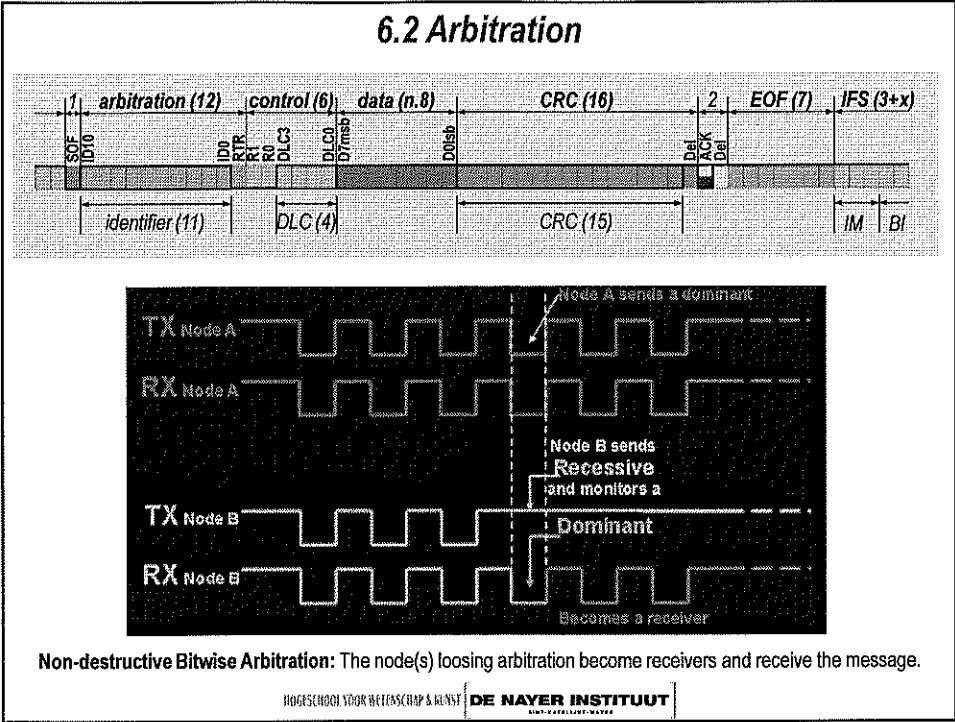 6.2 Arbitration
1 arbitration (12) control (6) data (n.8) CRC (16) 2 EOF (7) IFS (3+x)
SOF ID10 ID0 RTR R1 R0 DLC3 DLC0 D7msb D0lsb Del ACK Del
identifier (11) DLC (4) CRC (15) IM BI
Node A sends a dominant
TX Node A
RX Node A
Node B sends
Recessive
and monitors a
TX Node B
Dominant
RX Node B
Becomes a receiver
Non-destructive Bitwise Arbitration: The node(s) loosing arbitration become receivers and receive the message.
HOGESCHOOL VOOR WETENSCHAP & KUNST DE NAYER INSTITUUT
SINT-KATELIJNE-WAVER